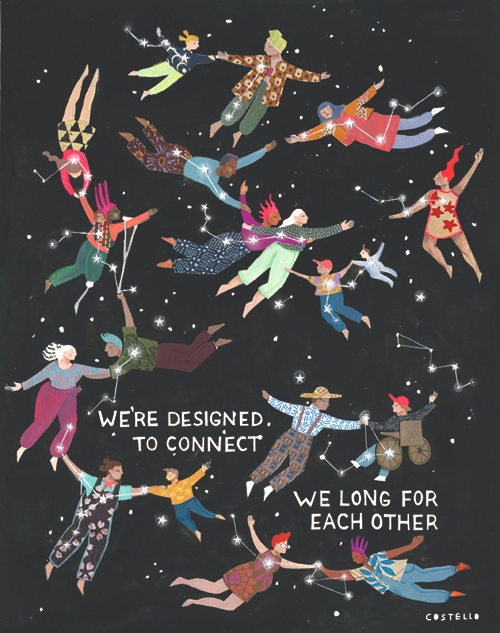 WE'RE DESIGNED
TO CONNECT
WE LONG FOR
EACH OTHER
COSTELLO